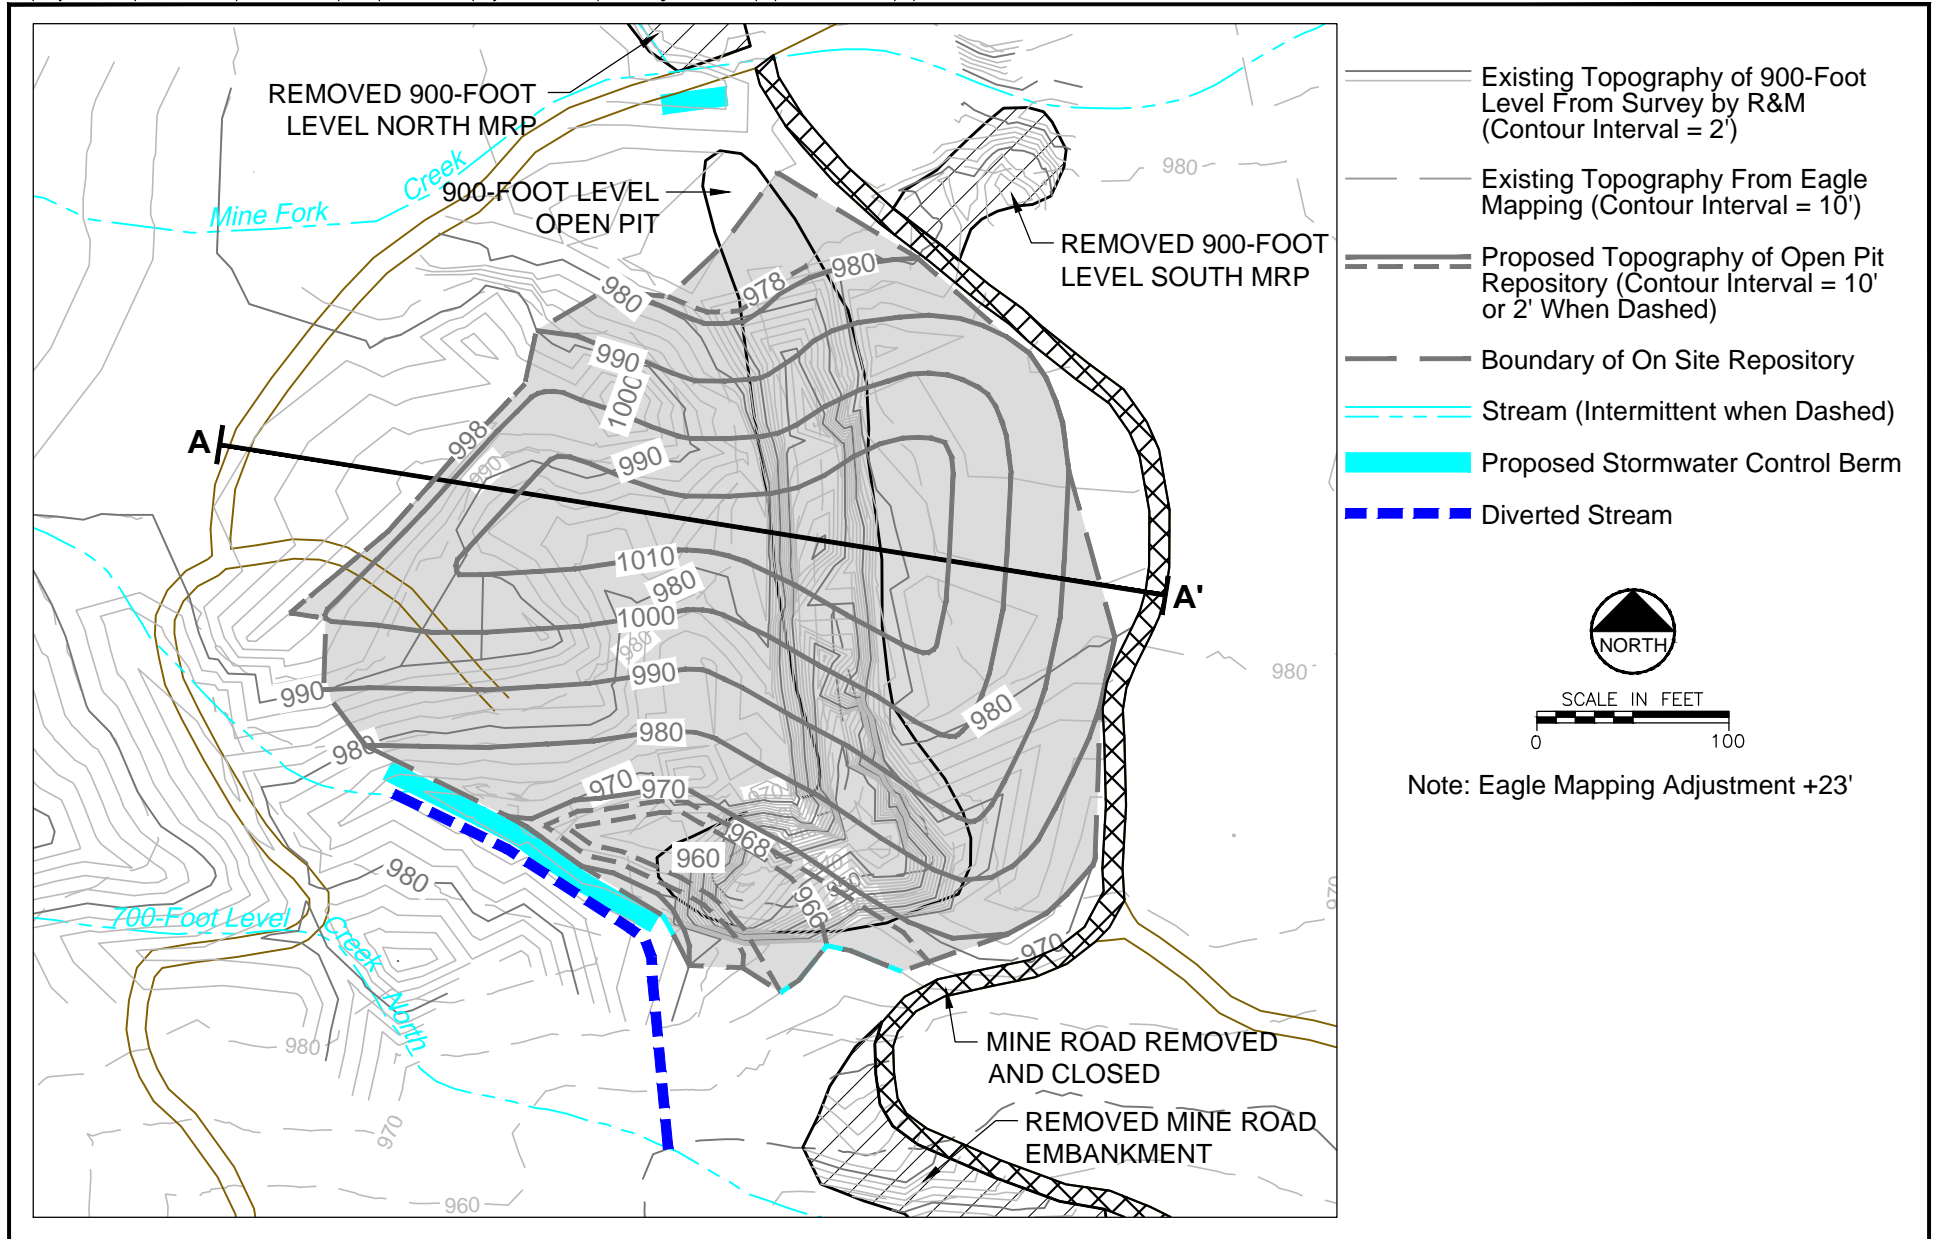 REMOVED 900-FOOT
LEVEL NORTH MRP
Creek
Mine Fork
900-FOOT LEVEL
OPEN PIT
980
REMOVED 900-FOOT
LEVEL SOUTH MRP
980
978
980
990
1000
998
990
990
A
A'
1010
980
1000
980
990
990
980
980
980
980
970
970
968
960
966
980
970
970
700-Foot Level
Creek
North
980
970
960
MINE ROAD REMOVED
AND CLOSED
REMOVED MINE ROAD
EMBANKMENT
Existing Topography of 900-Foot
Level From Survey by R&M
(Contour Interval = 2')
Existing Topography From Eagle
Mapping (Contour Interval = 10')
Proposed Topography of Open Pit
Repository (Contour Interval = 10'
or 2' When Dashed)
Boundary of On Site Repository
Stream (Intermittent when Dashed)
Proposed Stormwater Control Berm
Diverted Stream
NORTH
SCALE IN FEET
0 100
Note: Eagle Mapping Adjustment +23'